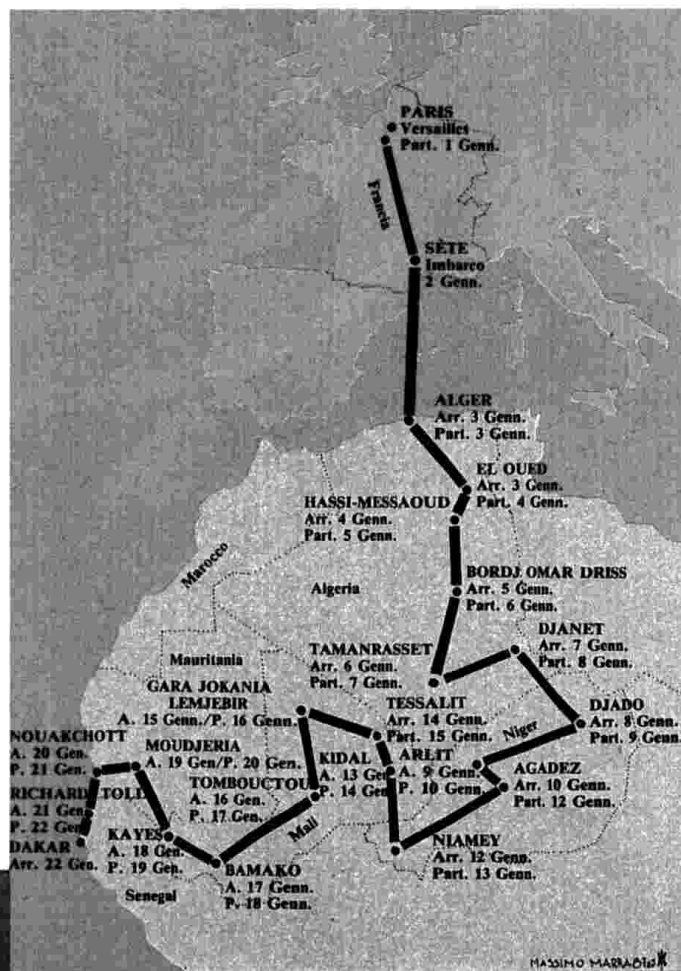 PARIS
Versailles
Part. 1 Genn.
Francia
SÈTE
Imbarco
2 Genn.
ALGER
Arr. 3 Genn.
Part. 3 Genn.
EL OUED
Arr. 3 Genn.
Part. 4 Genn.
HASSI-MESSAOUD
Arr. 4 Genn.
Part. 5 Genn.
Marocco
Algeria
BORDJ OMAR DRISS
Arr. 5 Genn.
Part. 6 Genn.
TAMANRASSET
Arr. 6 Genn.
Part. 7 Genn.
DJANET
Arr. 7 Genn.
Part. 8 Genn.
Mauritania
GARA JOKANIA
LEMJEBIR
A. 15 Genn./P. 16 Genn.
TESSALIT
Arr. 14 Genn.
Part. 15 Genn.
DJADO
Arr. 8 Genn.
Part. 9 Genn.
Niger
NOUAKCHOTT
A. 20 Gen.
P. 21 Gen.
MOUDJERIA
A. 19 Gen/P. 20 Gen.
KIDAL
A. 13 Gen.
P. 14 Gen.
ARLIT
A. 9 Gen.
P. 10 Gen.
AGADEZ
Arr. 10 Genn.
Part. 12 Genn.
TOMBOUCTOU
A. 16 Gen.
P. 17 Gen.
Mali
RICHARD TOLL
A. 21 Gen.
P. 22 Gen.
DAKAR
Arr. 22 Gen.
KAYES
A. 18 Gen.
P. 19 Gen.
NIAMEY
Arr. 12 Genn.
Part. 13 Genn.
BAMAKO
A. 17 Genn.
P. 18 Genn.
Senegal
MASSIMO